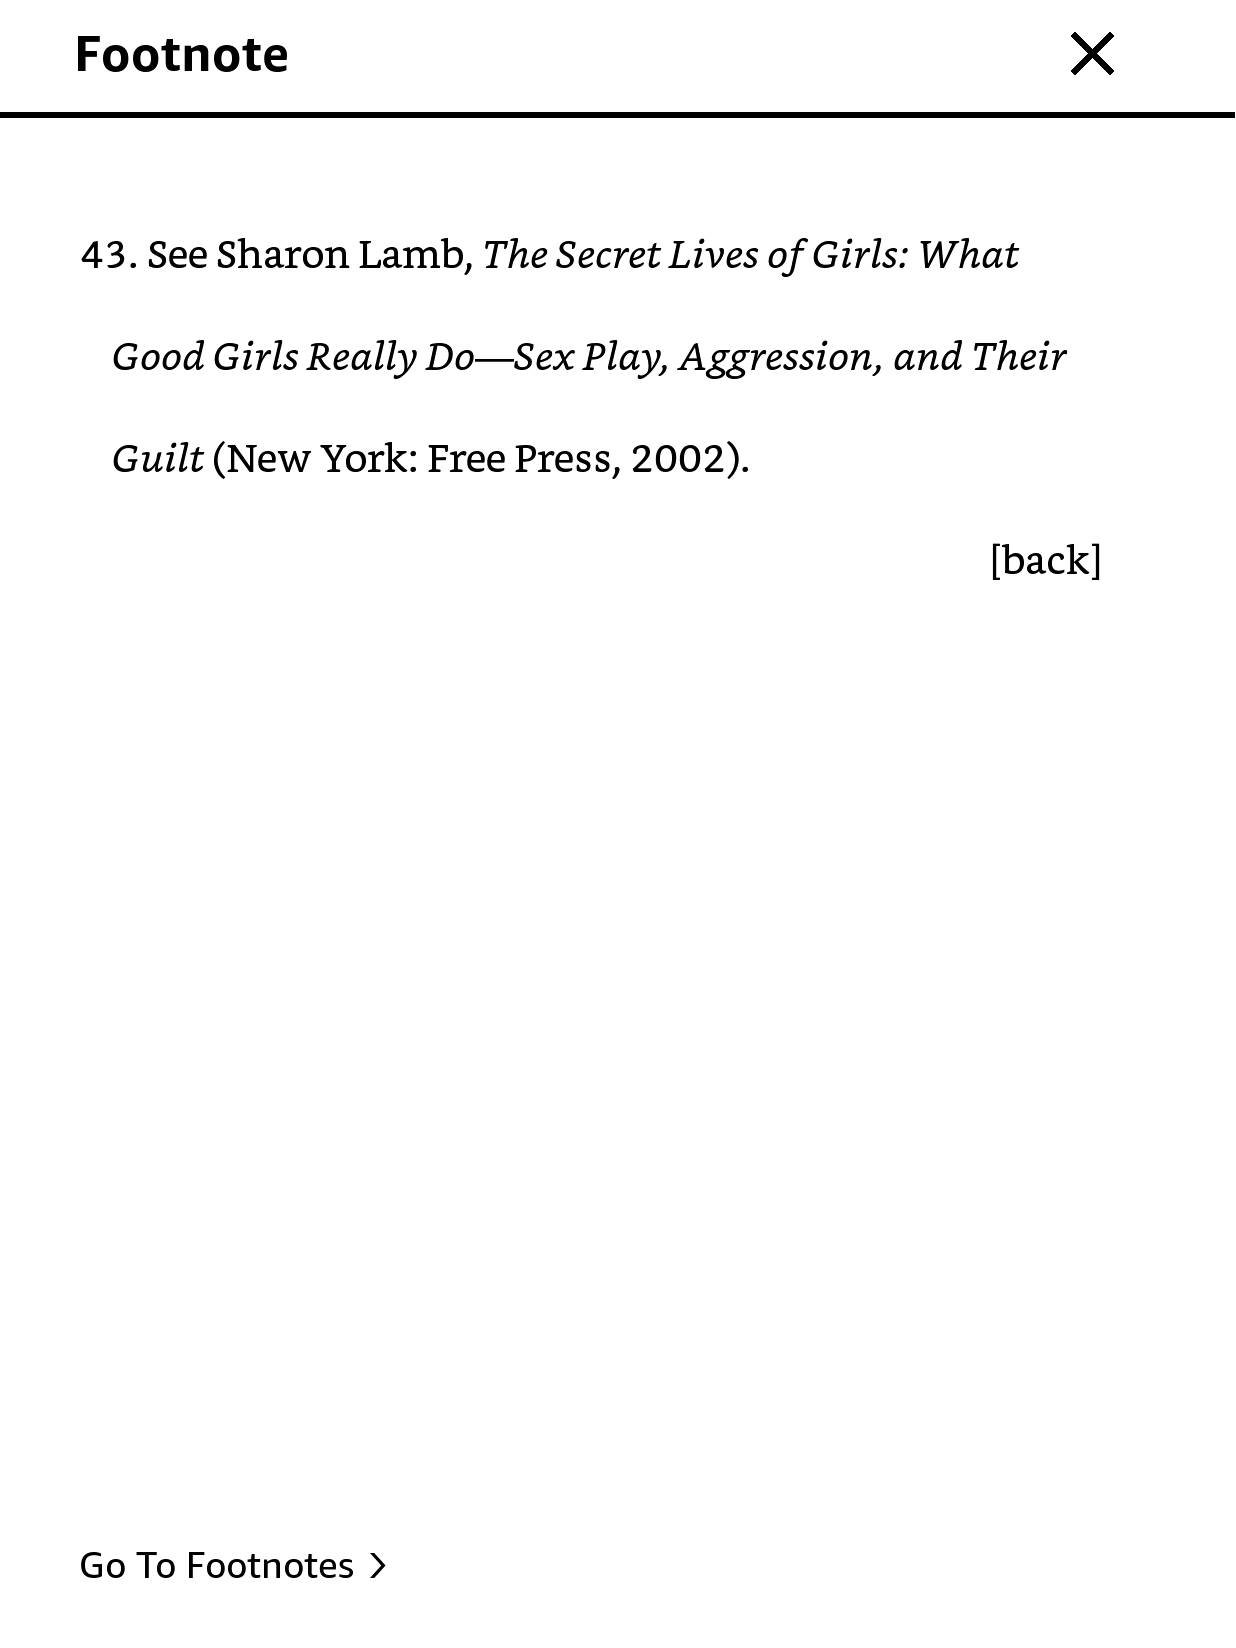 Footnote
43. See Sharon Lamb, The Secret Lives of Girls: What
Good Girls Really Do—Sex Play, Aggression, and Their
Guilt (New York: Free Press, 2002).
[back]
Go To Footnotes >